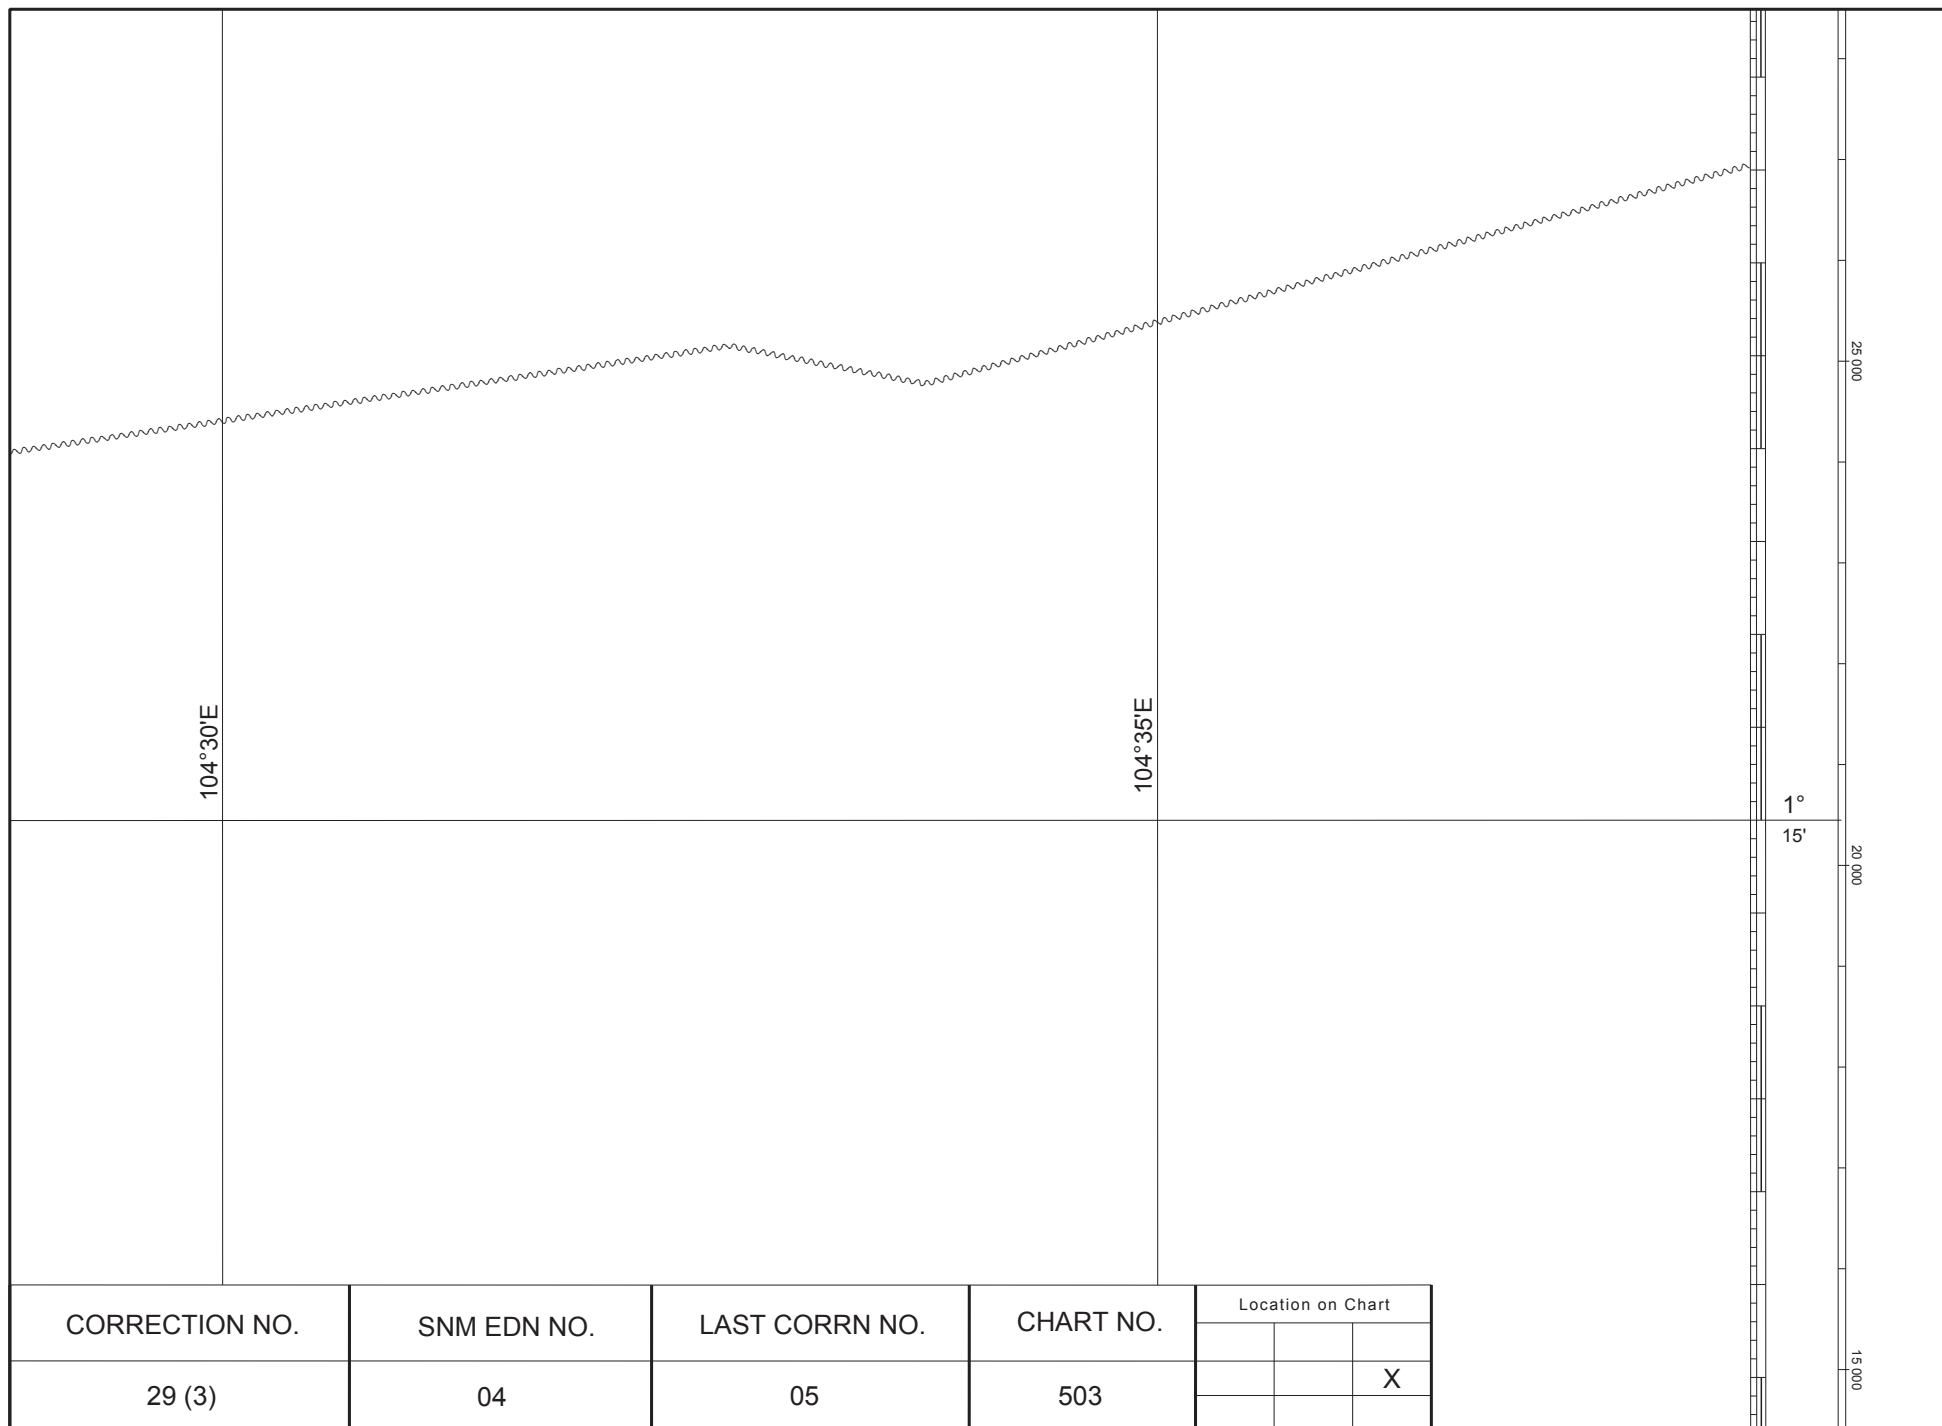 25 000
104°30'E
104°35'E
1°
15'
20 000
15 000
CORRECTION NO.
SNM EDN NO.
LAST CORRN NO.
CHART NO.
Location on Chart
29 (3)
04
05
503
X